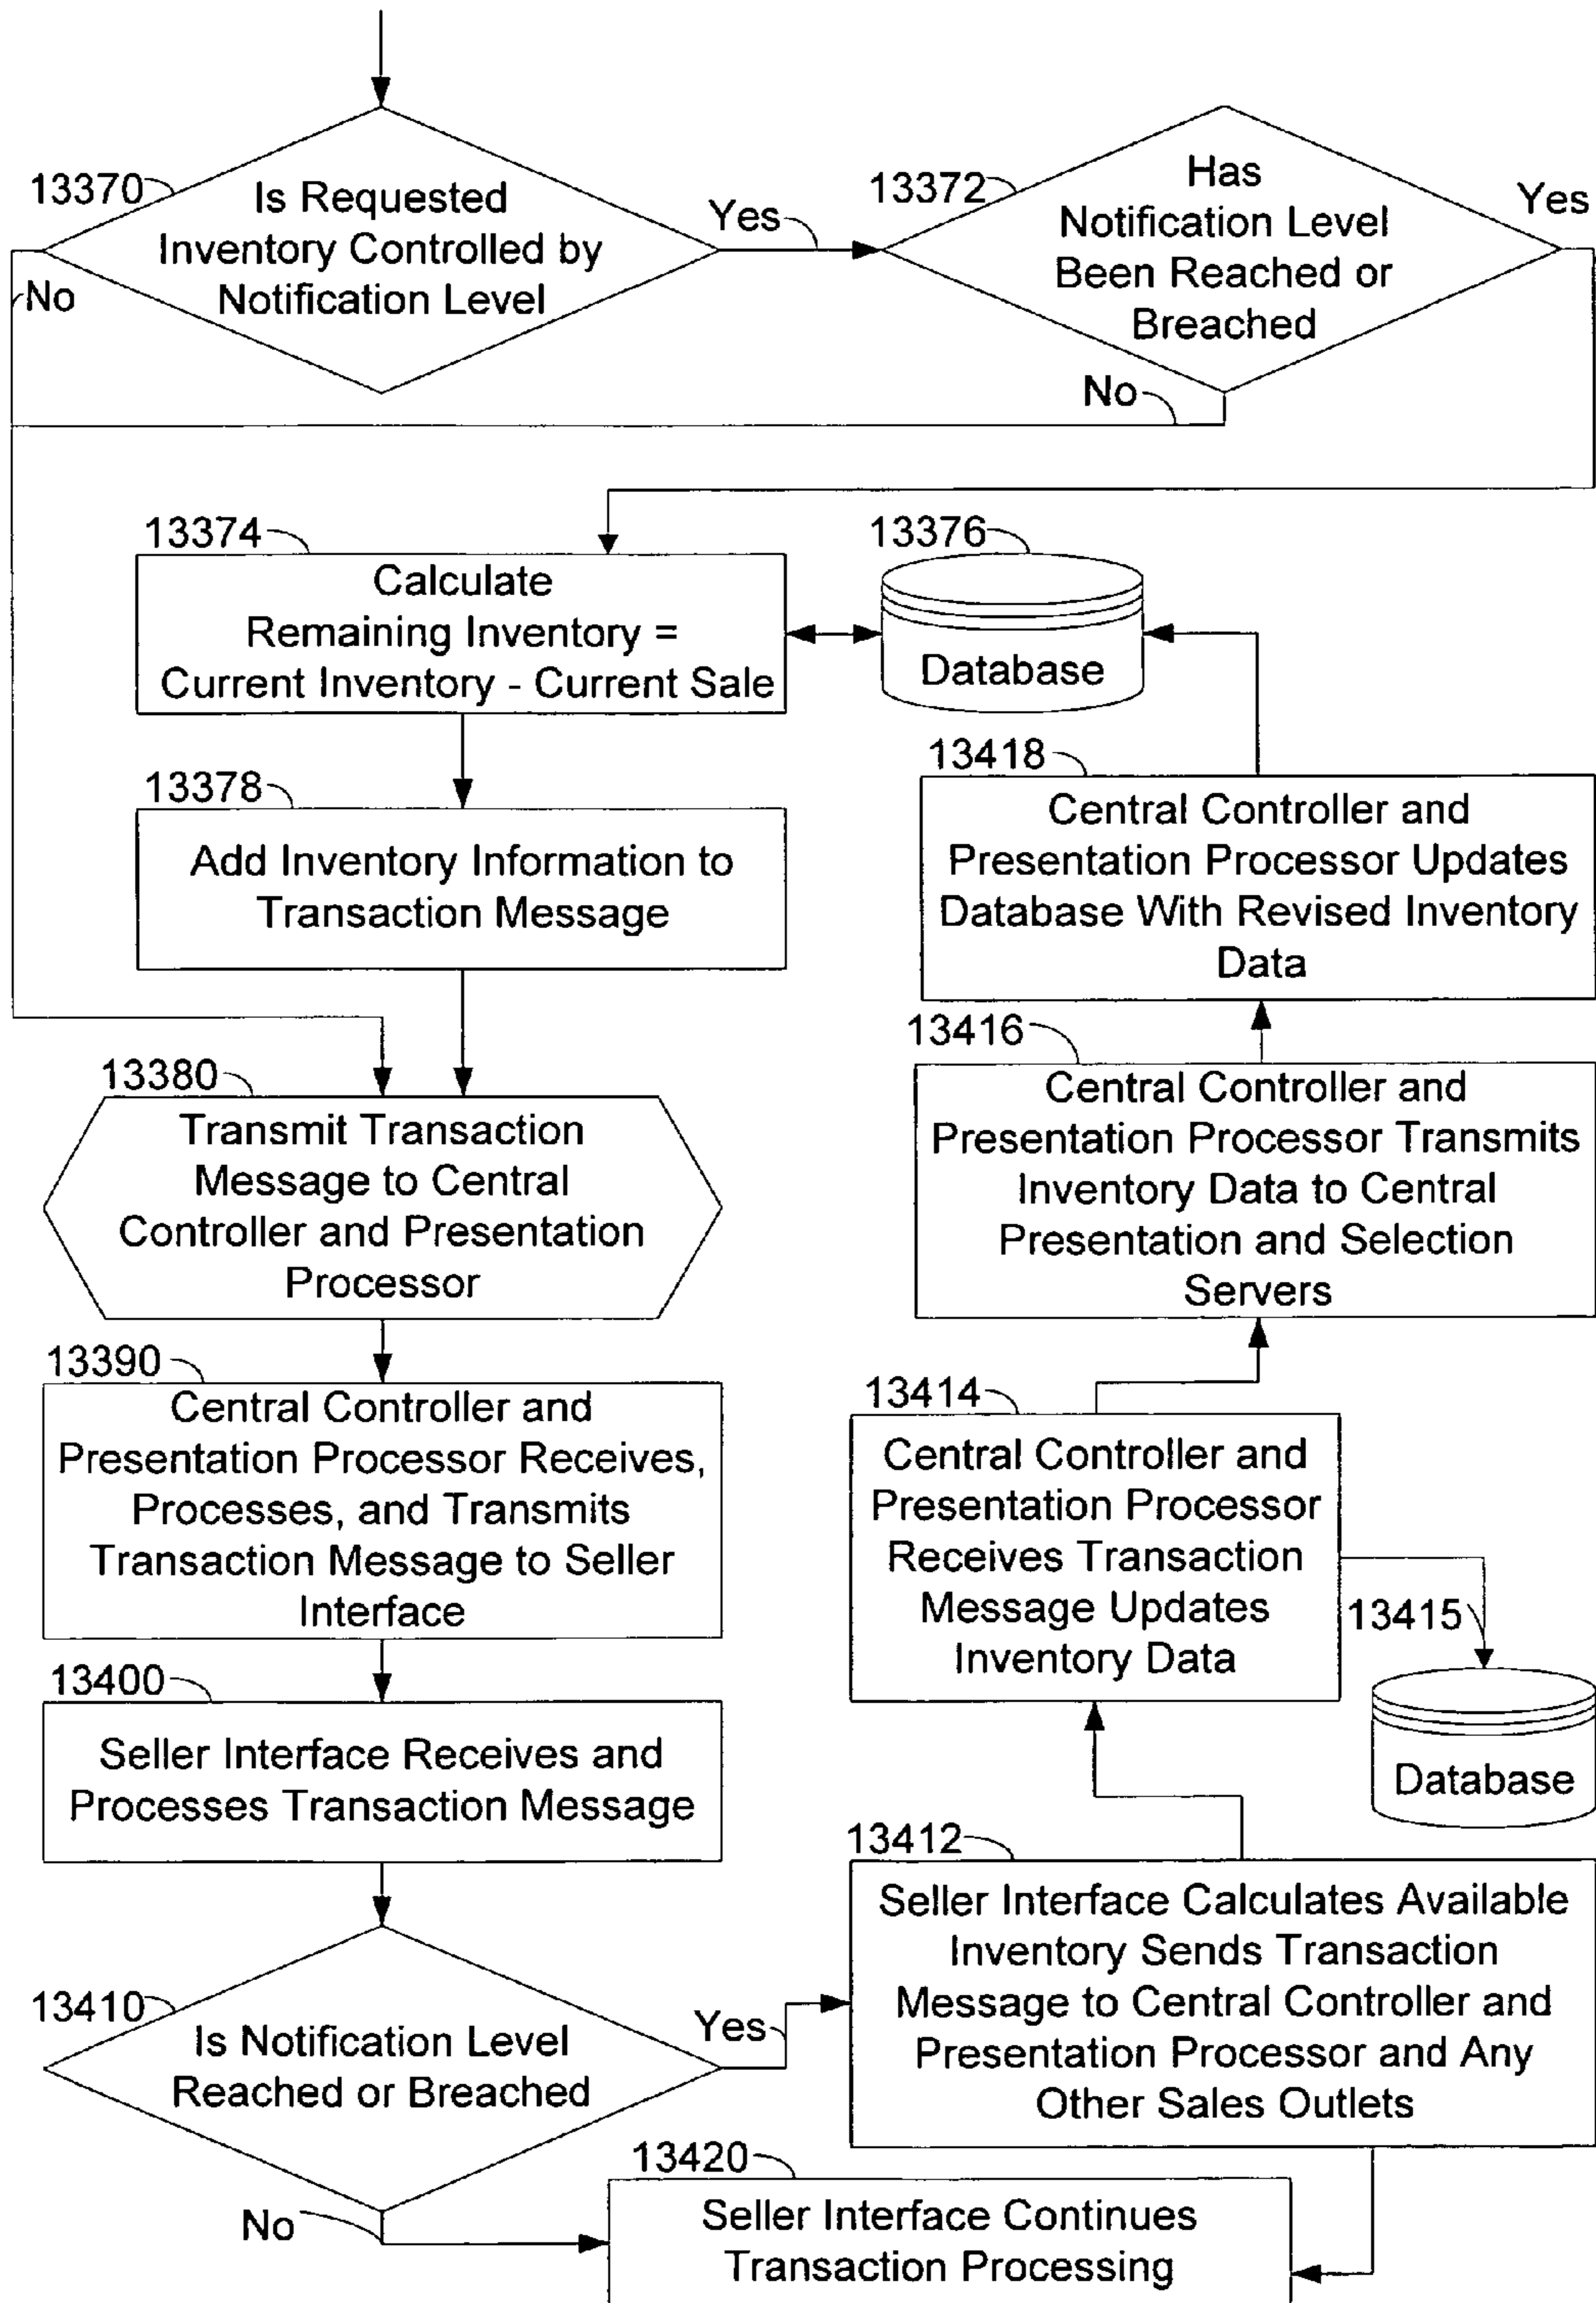 13370
Is Requested
Inventory Controlled by
Notification Level
No
Yes
13372
Has
Notification Level
Been Reached or
Breached
Yes
No
13374
Calculate
Remaining Inventory =
Current Inventory - Current Sale
13376
Database
13378
Add Inventory Information to
Transaction Message
13418
Central Controller and
Presentation Processor Updates
Database With Revised Inventory
Data
13380
Transmit Transaction
Message to Central
Controller and Presentation
Processor
13416
Central Controller and
Presentation Processor Transmits
Inventory Data to Central
Presentation and Selection
Servers
13390
Central Controller and
Presentation Processor Receives,
Processes, and Transmits
Transaction Message to Seller
Interface
13414
Central Controller and
Presentation Processor
Receives Transaction
Message Updates
Inventory Data
13415
Database
13400
Seller Interface Receives and
Processes Transaction Message
13412
Seller Interface Calculates Available
Inventory Sends Transaction
Message to Central Controller and
Presentation Processor and Any
Other Sales Outlets
13410
Is Notification Level
Reached or Breached
Yes
No
13420
Seller Interface Continues
Transaction Processing